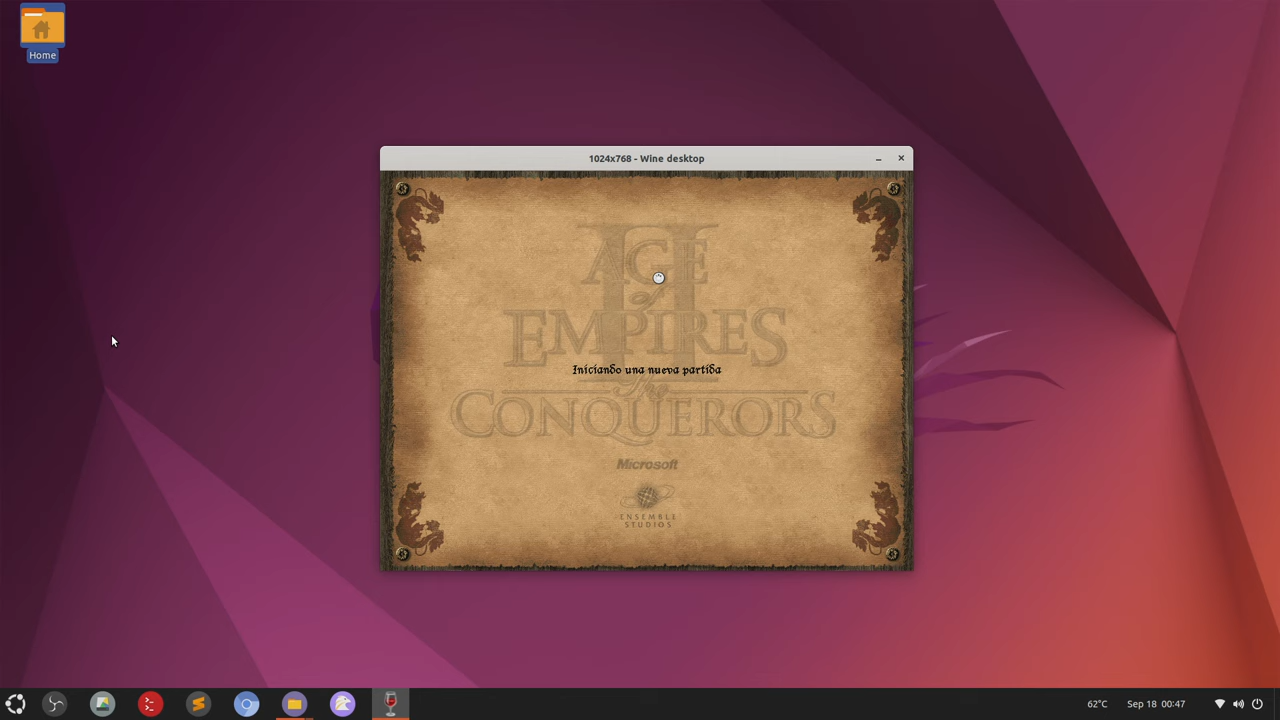 Home
1024x768 - Wine desktop
II
AGE
of
EMPIRES
Iniciando una nueva partida
The
CONQUERORS
Microsoft
ENSEMBLE
STUDIOS
62°C
Sep 18 00:47